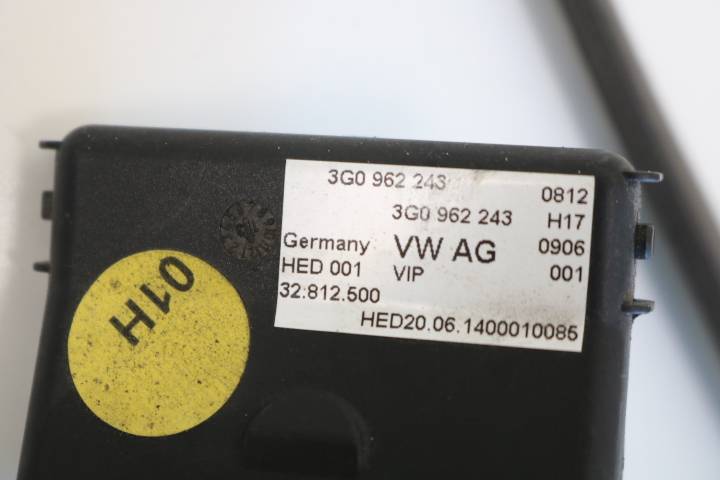 3G0 962 243 0812
3G0 962 243 H17
Germany VW AG 0906
HED 001 VIP 001
32:812.500
HED20.06.1400010085
H10